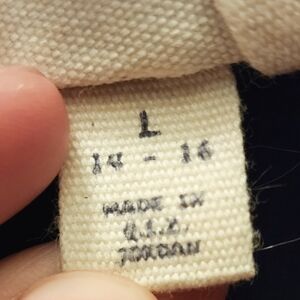 L
14 - 16
MADE IN
Q.I.Z.
JORDAN